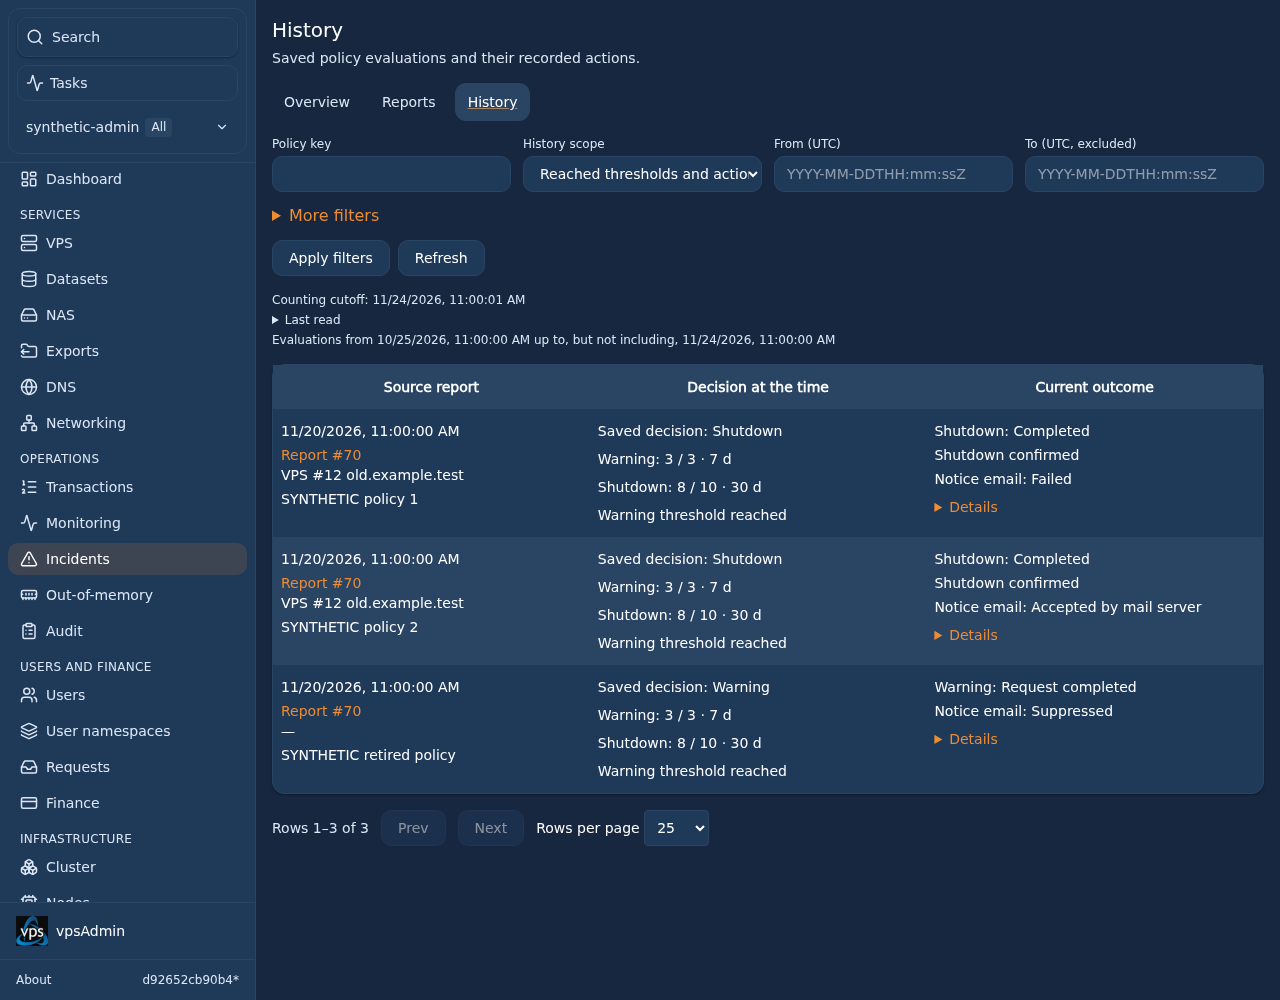 Search
Tasks
synthetic-admin All
Dashboard
SERVICES
VPS
Datasets
NAS
Exports
DNS
Networking
OPERATIONS
Transactions
Monitoring
Incidents
Out-of-memory
Audit
USERS AND FINANCE
Users
User namespaces
Requests
Finance
INFRASTRUCTURE
Cluster
Nodes
vps vpsAdmin
About d92652cb90b4*
History
Saved policy evaluations and their recorded actions.
Overview Reports History
Policy key History scope From (UTC) To (UTC, excluded)
Reached thresholds and actio YYYY-MM-DDTHH:mm:ssZ YYYY-MM-DDTHH:mm:ssZ
More filters
Apply filters Refresh
Counting cutoff: 11/24/2026, 11:00:01 AM
Last read
Evaluations from 10/25/2026, 11:00:00 AM up to, but not including, 11/24/2026, 11:00:00 AM
Source report Decision at the time Current outcome
11/20/2026, 11:00:00 AM
Report #70
VPS #12 old.example.test
SYNTHETIC policy 1
Saved decision: Shutdown
Warning: 3 / 3 · 7 d
Shutdown: 8 / 10 · 30 d
Warning threshold reached
Shutdown: Completed
Shutdown confirmed
Notice email: Failed
Details
11/20/2026, 11:00:00 AM
Report #70
VPS #12 old.example.test
SYNTHETIC policy 2
Saved decision: Shutdown
Warning: 3 / 3 · 7 d
Shutdown: 8 / 10 · 30 d
Warning threshold reached
Shutdown: Completed
Shutdown confirmed
Notice email: Accepted by mail server
Details
11/20/2026, 11:00:00 AM
Report #70
—
SYNTHETIC retired policy
Saved decision: Warning
Warning: 3 / 3 · 7 d
Shutdown: 8 / 10 · 30 d
Warning threshold reached
Warning: Request completed
Notice email: Suppressed
Details
Rows 1–3 of 3 Prev Next Rows per page 25